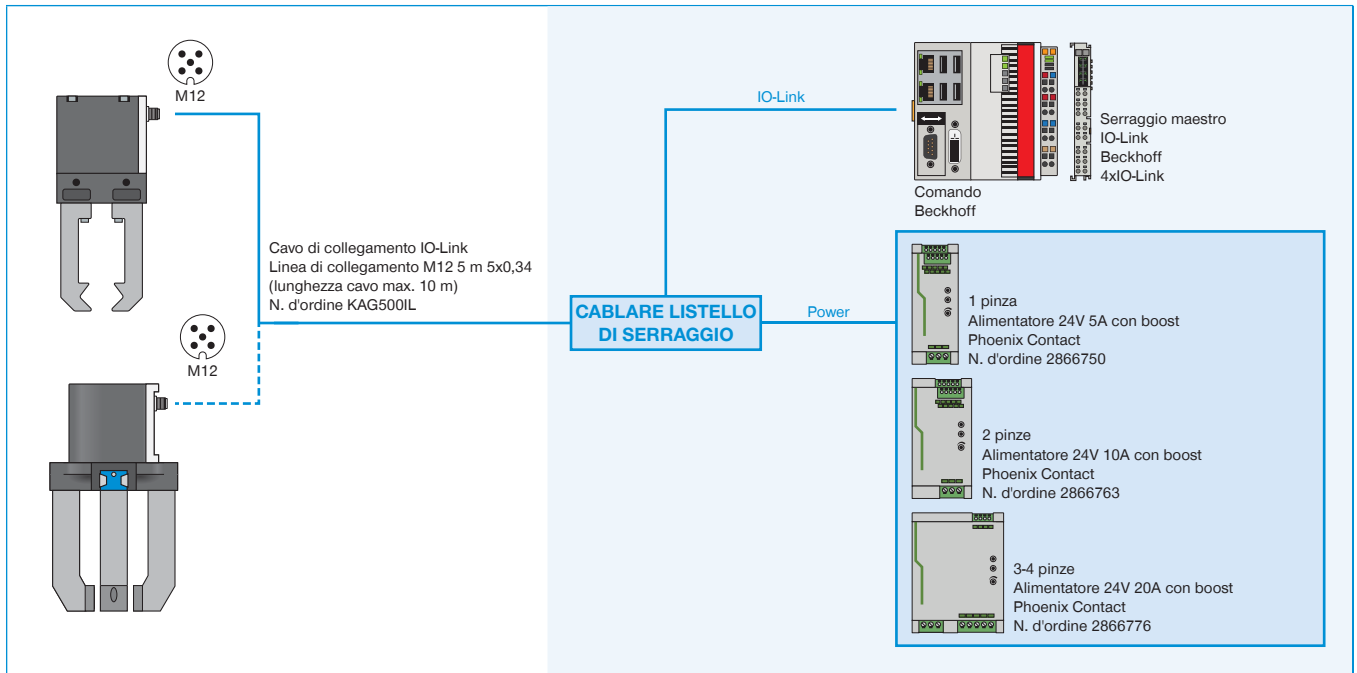 M12
Cavo di collegamento IO-Link
Linea di collegamento M12 5 m 5x0,34
(lunghezza cavo max. 10 m)
N. d'ordine KAG500IL
M12
CABLARE LISTELLO
DI SERRAGGIO
IO-Link
Power
Comando
Beckhoff
Serraggio maestro
IO-Link
Beckhoff
4xIO-Link
1 pinza
Alimentatore 24V 5A con boost
Phoenix Contact
N. d'ordine 2866750
2 pinze
Alimentatore 24V 10A con boost
Phoenix Contact
N. d'ordine 2866763
3-4 pinze
Alimentatore 24V 20A con boost
Phoenix Contact
N. d'ordine 2866776